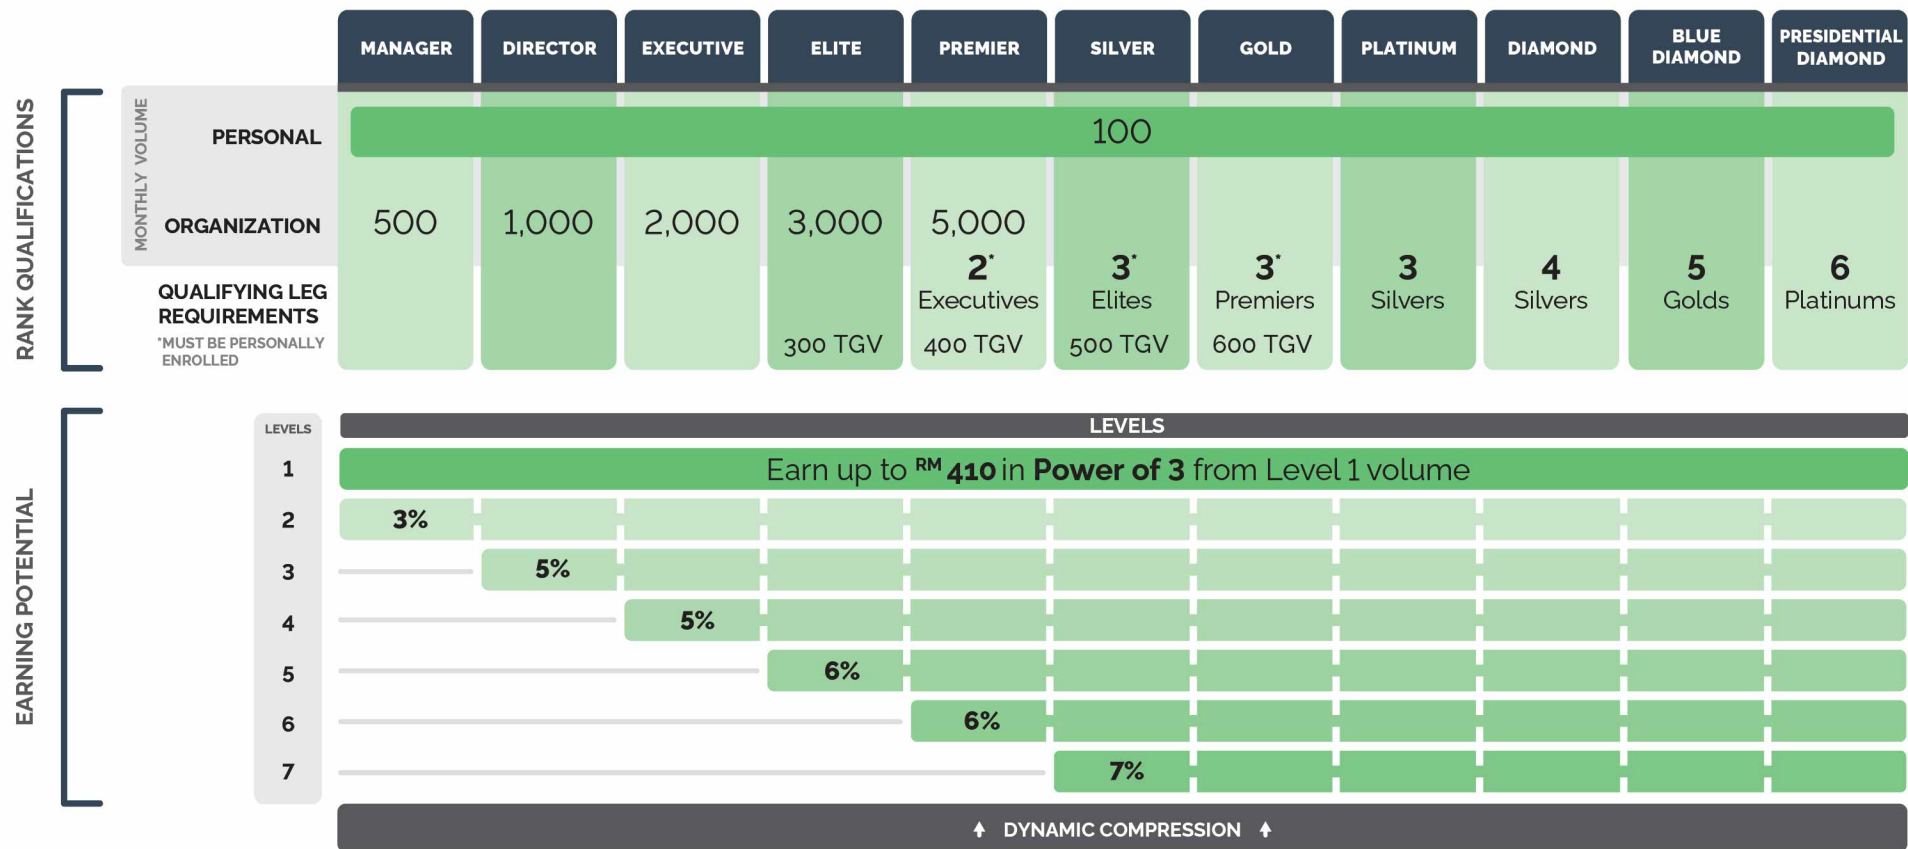 MANAGER
DIRECTOR
EXECUTIVE
ELITE
PREMIER
SILVER
GOLD
PLATINUM
DIAMOND
BLUE
DIAMOND
PRESIDENTIAL
DIAMOND
RANK QUALIFICATIONS
MONTHLY VOLUME
PERSONAL
100
ORGANIZATION
500
1,000
2,000
3,000
5,000
QUALIFYING LEG
REQUIREMENTS
*MUST BE PERSONALLY
ENROLLED
300 TGV
2*
Executives
400 TGV
3*
Elites
500 TGV
3*
Premiers
600 TGV
3
Silvers
4
Silvers
5
Golds
6
Platinums
EARNING POTENTIAL
LEVELS
LEVELS
1
Earn up to RM 410 in Power of 3 from Level 1 volume
2
3%
3
5%
4
5%
5
6%
6
6%
7
7%
DYNAMIC COMPRESSION